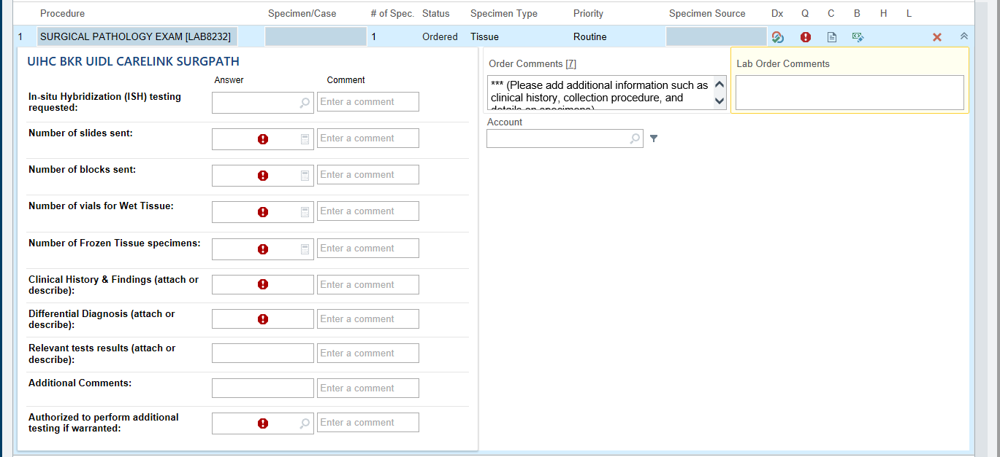 Procedure Specimen/Case # of Spec. Status Specimen Type Priority Specimen Source Dx Q C B H L
1 SURGICAL PATHOLOGY EXAM [LAB8232] 1 Ordered Tissue Routine
UIHC BKR UIDL CARELINK SURGPATH
Answer Comment
In-situ Hybridization (ISH) testing
requested:
Enter a comment
Number of slides sent:
Enter a comment
Number of blocks sent:
Enter a comment
Number of vials for Wet Tissue:
Enter a comment
Number of Frozen Tissue specimens:
Enter a comment
Clinical History & Findings (attach or
describe):
Enter a comment
Differential Diagnosis (attach or
describe):
Enter a comment
Relevant tests results (attach or
describe):
Enter a comment
Additional Comments:
Enter a comment
Authorized to perform additional
testing if warranted:
Enter a comment
Order Comments [7]
*** (Please add additional information such as
clinical history, collection procedure, and
details on specimens)
Lab Order Comments
Account